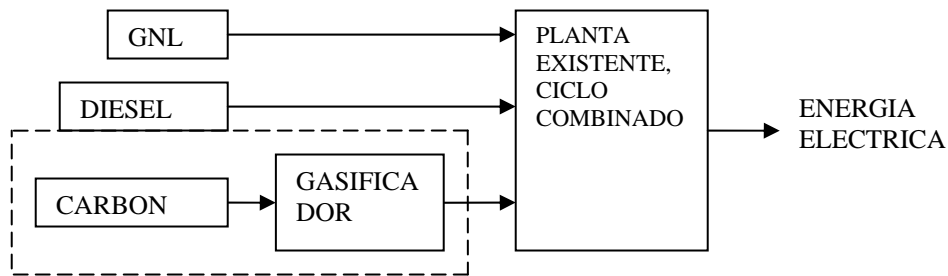 GNL
DIESEL
CARBON
GASIFICA
DOR
PLANTA
EXISTENTE,
CICLO
COMBINADO
ENERGIA
ELECTRICA